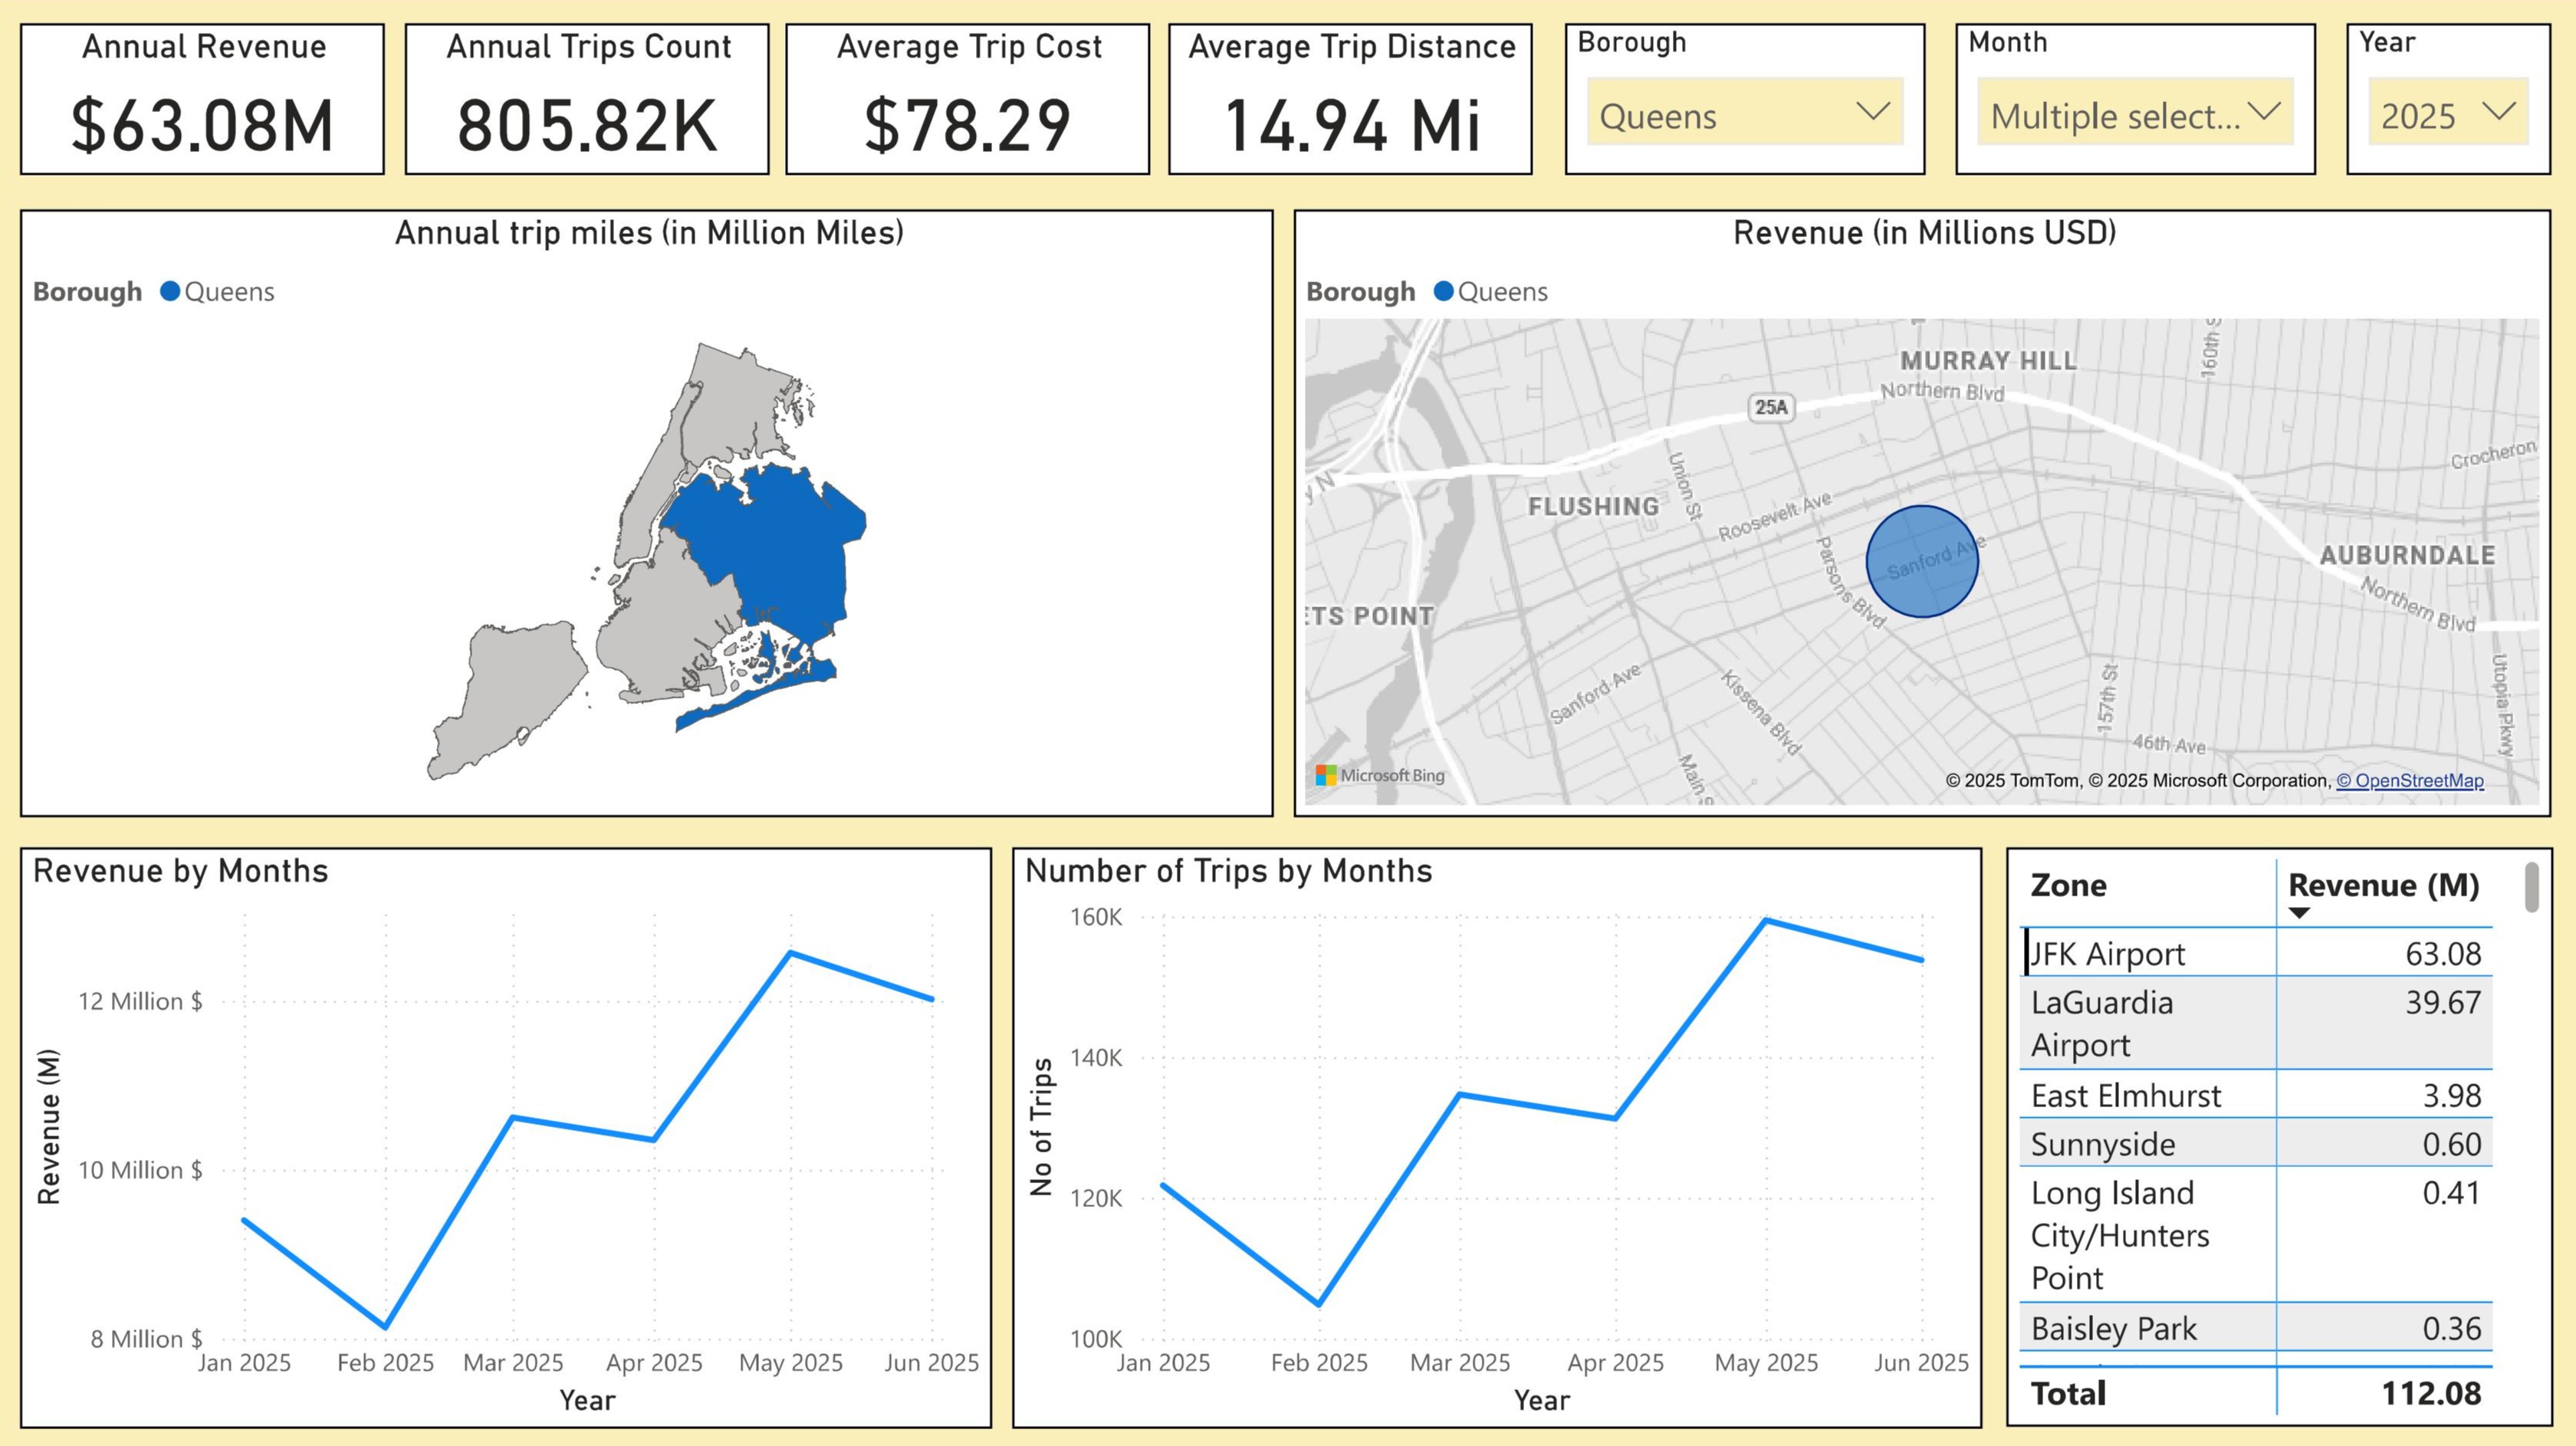 Annual Revenue
$63.08M
Annual Trips Count
805.82K
Average Trip Cost
$78.29
Average Trip Distance
14.94 Mi
Borough
Queens
Month
Multiple select...
Year
2025
Annual trip miles (in Million Miles)
Borough Queens
Revenue (in Millions USD)
Borough Queens
MURRAY HILL
Northern Blvd
25A
160th S
Crocheron
Union St
FLUSHING
Roosevelt Ave
Parsons Blvd
Sanford Ave
AUBURNDALE
Northern Blvd
ETS POINT
Sanford Ave
Kissena Blvd
157th St
Utopia Pkwy
46th Ave
Main S
Microsoft Bing
© 2025 TomTom, © 2025 Microsoft Corporation, © OpenStreetMap
Revenue by Months
Revenue (M)
12 Million $
10 Million $
8 Million $
Jan 2025 Feb 2025 Mar 2025 Apr 2025 May 2025 Jun 2025
Year
Number of Trips by Months
No of Trips
160K
140K
120K
100K
Jan 2025 Feb 2025 Mar 2025 Apr 2025 May 2025 Jun 2025
Year
Zone Revenue (M)
JFK Airport 63.08
LaGuardia 39.67
Airport
East Elmhurst 3.98
Sunnyside 0.60
Long Island 0.41
City/Hunters
Point
Baisley Park 0.36
Total 112.08